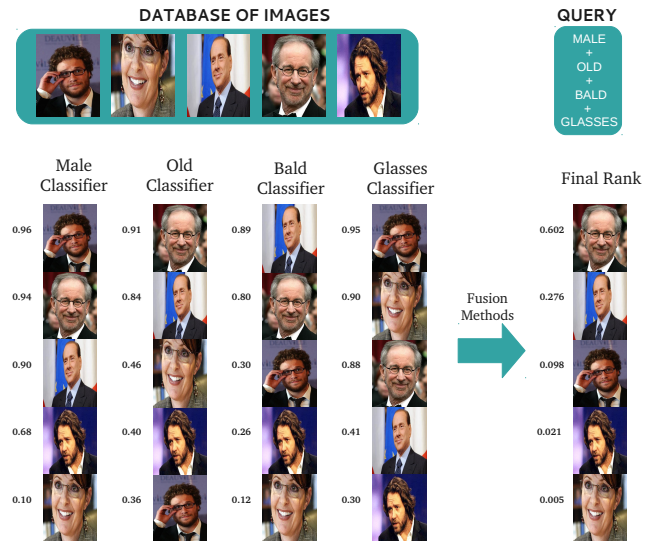 DATABASE OF IMAGES
QUERY
MALE
+
OLD
+
BALD
+
GLASSES
Male
Classifier
Old
Classifier
Bald
Classifier
Glasses
Classifier
Final Rank
0.96
0.91
0.89
0.95
0.602
0.94
0.84
0.80
0.90
0.276
Fusion
Methods
0.90
0.46
0.30
0.88
0.098
0.68
0.40
0.26
0.41
0.021
0.10
0.36
0.12
0.30
0.005